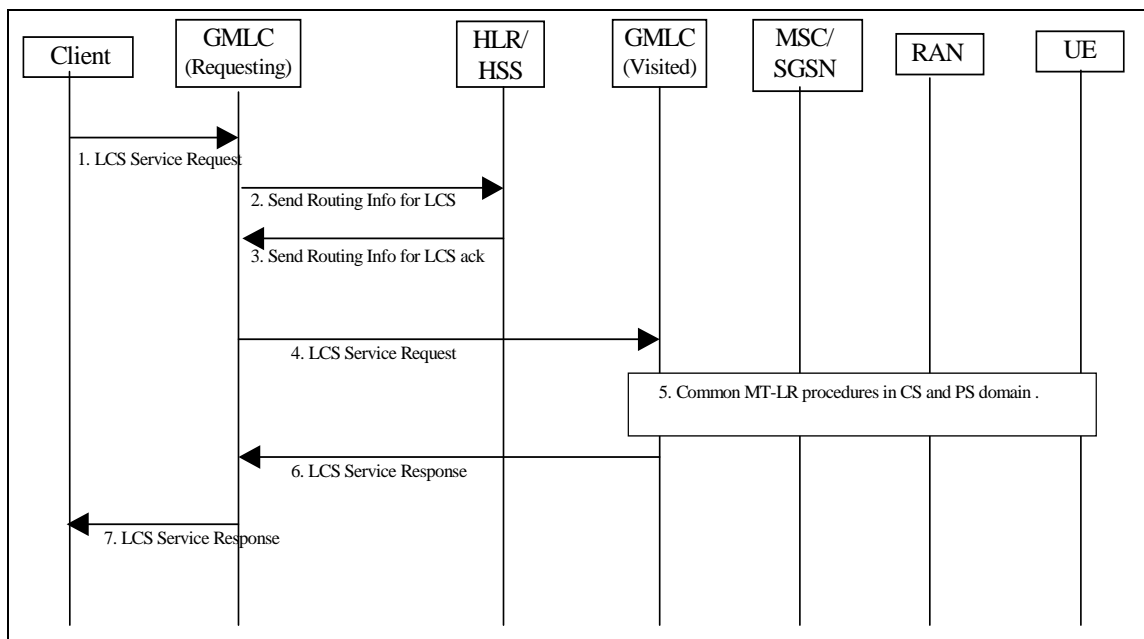 Client
GMLC
(Requesting)
HLR/
HSS
GMLC
(Visited)
MSC/
SGSN
RAN
UE
1. LCS Service Request
2. Send Routing Info for LCS
3. Send Routing Info for LCS ack
4. LCS Service Request
5. Common MT-LR procedures in CS and PS domain .
6. LCS Service Response
7. LCS Service Response